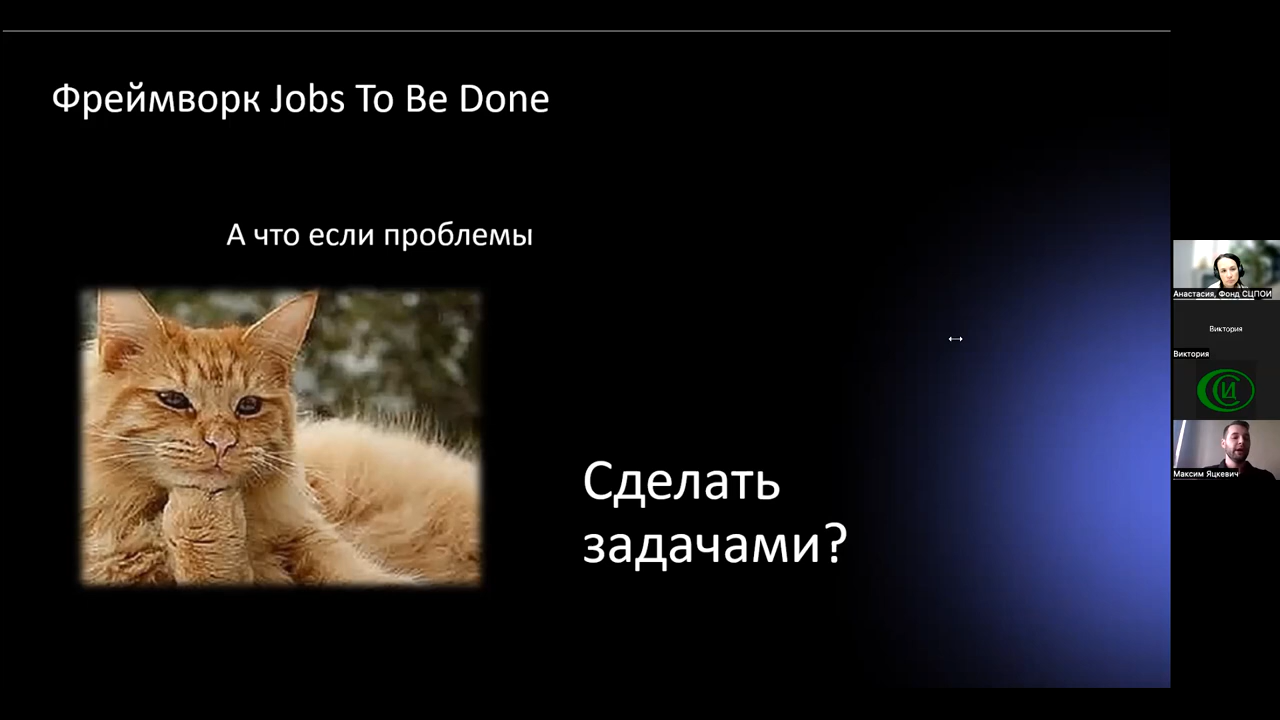 Фреймворк Jobs To Be Done
А что если проблемы
Сделать
задачами?
Анастасия, Фонд СЦПОИ
Виктория
Виктория
Максим Яцкевич